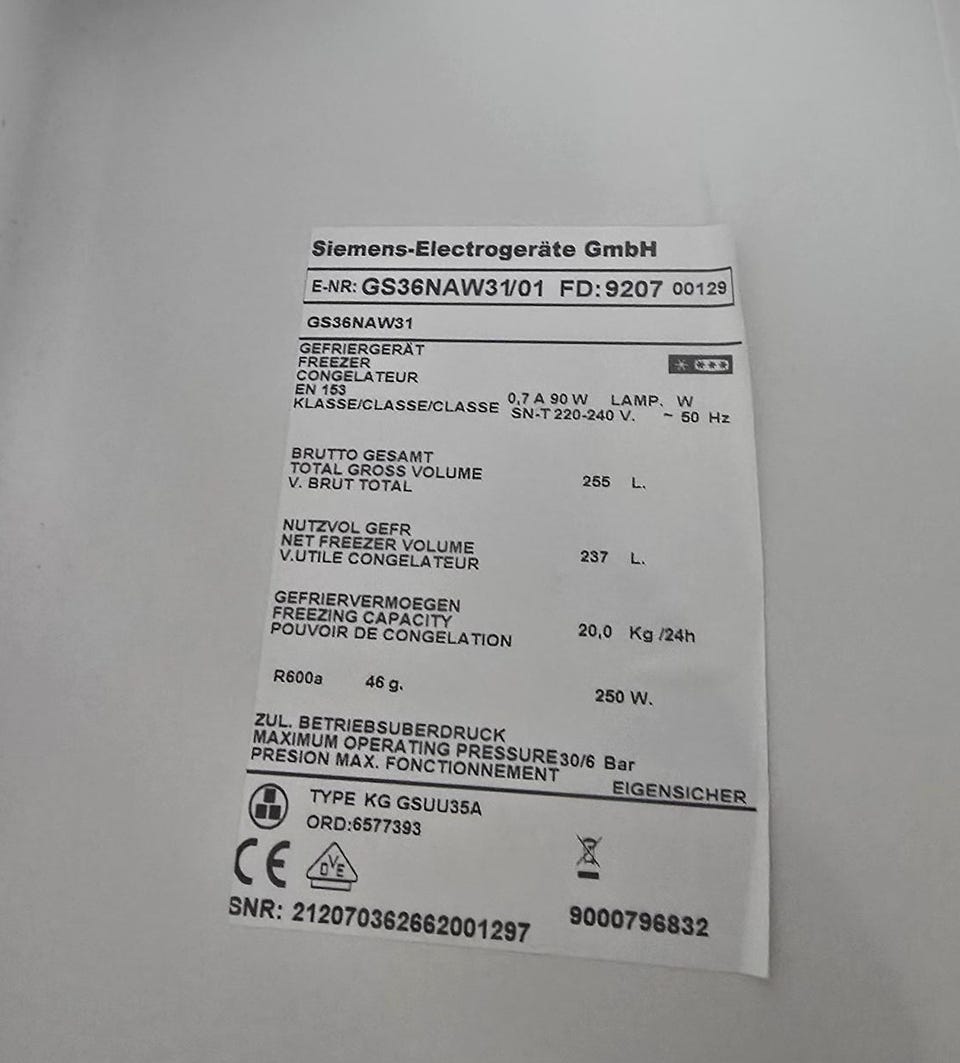 Siemens-Electrogeräte GmbH
E-NR: GS36NAW31/01 FD: 9207 00129
GS36NAW31
GEFRIERGERÄT
FREEZER
CONGELATEUR
EN 153
KLASSE/CLASSE/CLASSE
0,7 A 90 W LAMP. W
SN-T 220-240 V. ~ 50 Hz
BRUTTO GESAMT
TOTAL GROSS VOLUME
V. BRUT TOTAL
255 L.
NUTZVOL GEFR
NET FREEZER VOLUME
V.UTILE CONGELATEUR
237 L.
GEFRIERVERMOEGEN
FREEZING CAPACITY
POUVOIR DE CONGELATION
20,0 Kg /24h
R600a 46 g. 250 W.
ZUL. BETRIEBSUBERDRUCK
MAXIMUM OPERATING PRESSURE 30/6 Bar
PRESION MAX. FONCTIONNEMENT
EIGENSICHER
TYPE KG GSUU35A
ORD:6577393
CE DVE
SNR: 212070362662001297 9000796832